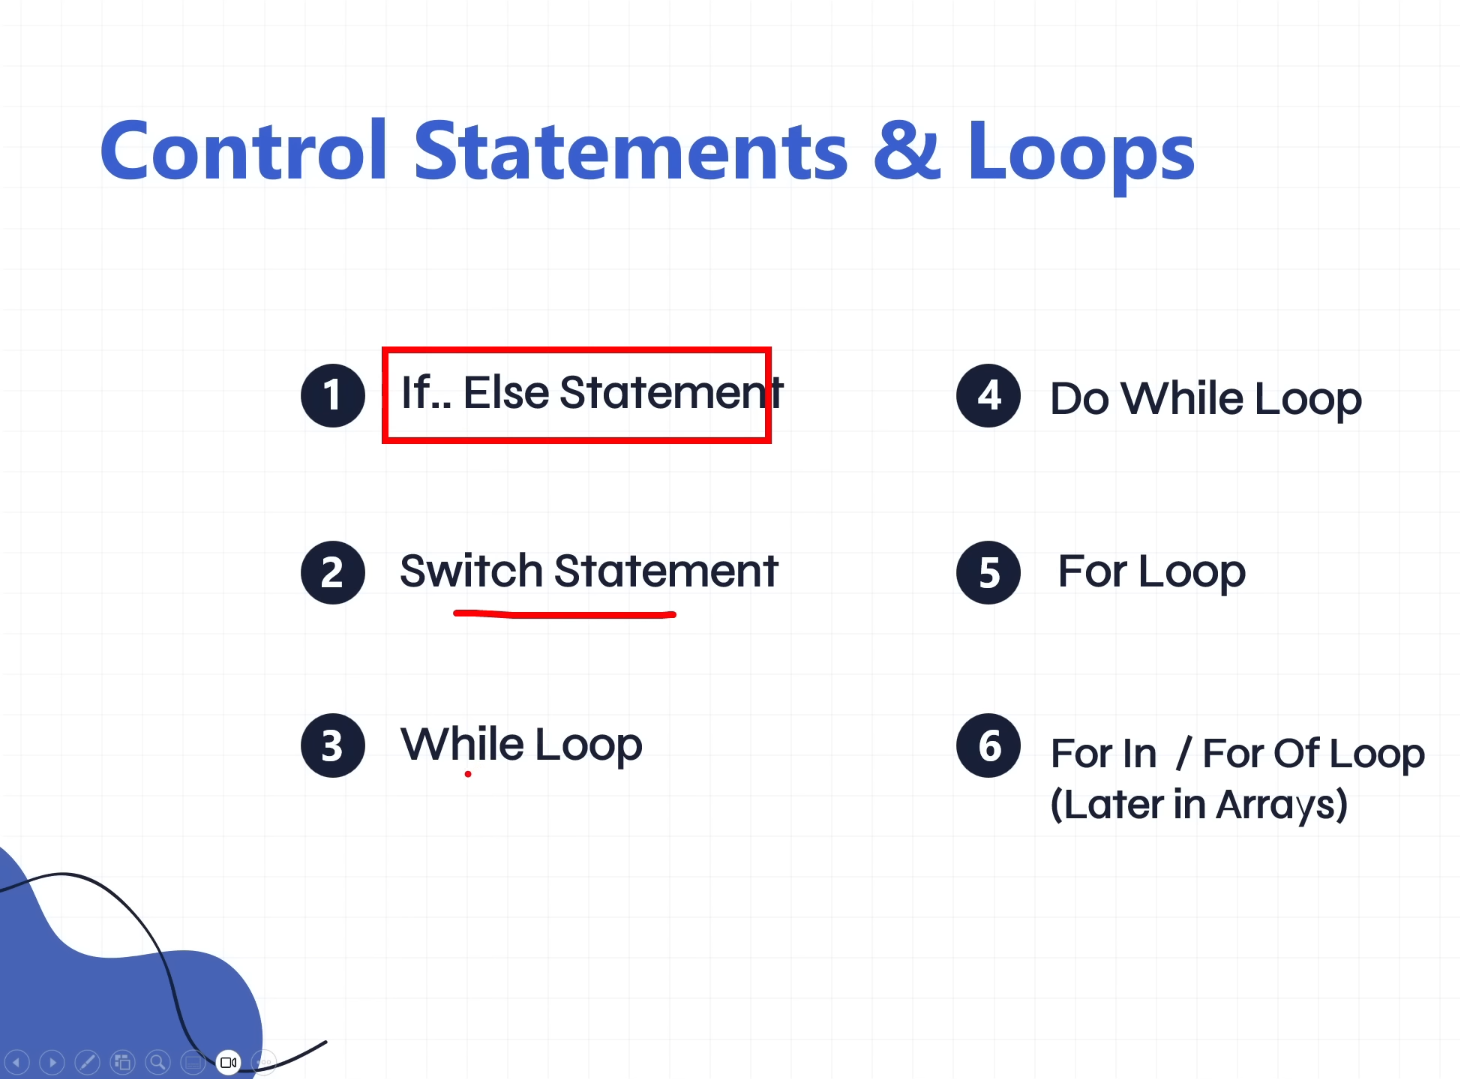 Control Statements & Loops
1 If.. Else Statement
2 Switch Statement
3 While Loop
4 Do While Loop
5 For Loop
6 For In / For Of Loop
(Later in Arrays)